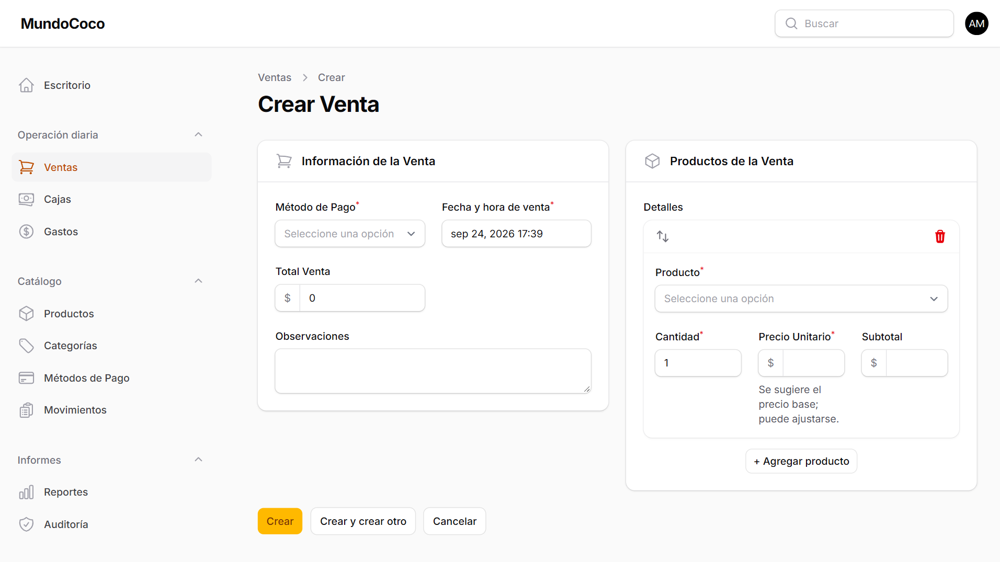 MundoCoco
Buscar
AM
Escritorio
Operación diaria
Ventas
Cajas
Gastos
Catálogo
Productos
Categorías
Métodos de Pago
Movimientos
Informes
Reportes
Auditoría
Ventas > Crear
Crear Venta
Información de la Venta
Método de Pago*
Fecha y hora de venta*
Seleccione una opción
sep 24, 2026 17:39
Total Venta
$ 0
Observaciones
Productos de la Venta
Detalles
Producto*
Seleccione una opción
Cantidad*
Precio Unitario*
Subtotal
1
$
$
Se sugiere el
precio base;
puede ajustarse.
+ Agregar producto
Crear
Crear y crear otro
Cancelar